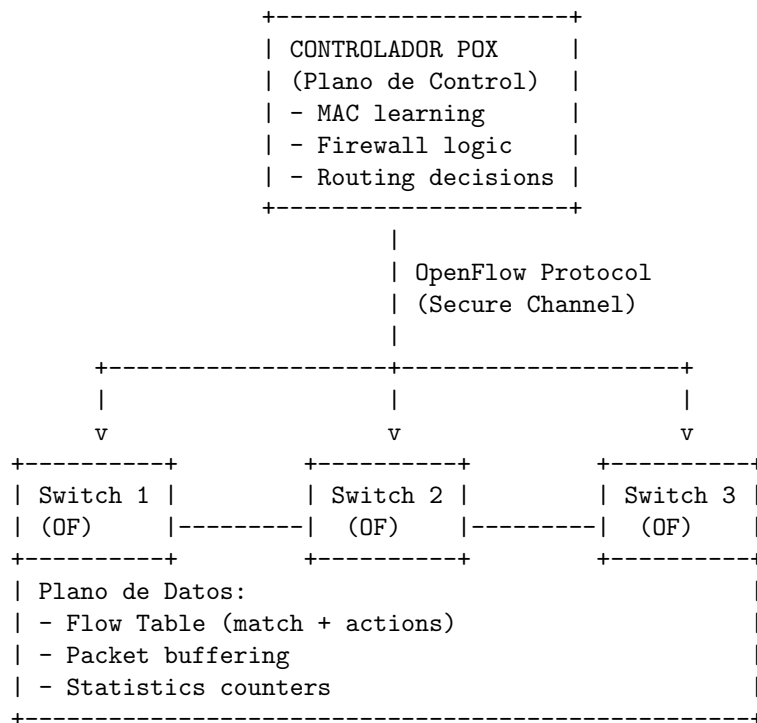 CONTROLADOR POX
(Plano de Control)
- MAC learning
- Firewall logic
- Routing decisions
OpenFlow Protocol
(Secure Channel)
v v v
Switch 1 Switch 2 Switch 3
(OF) (OF) (OF)
Plano de Datos:
- Flow Table (match + actions)
- Packet buffering
- Statistics counters